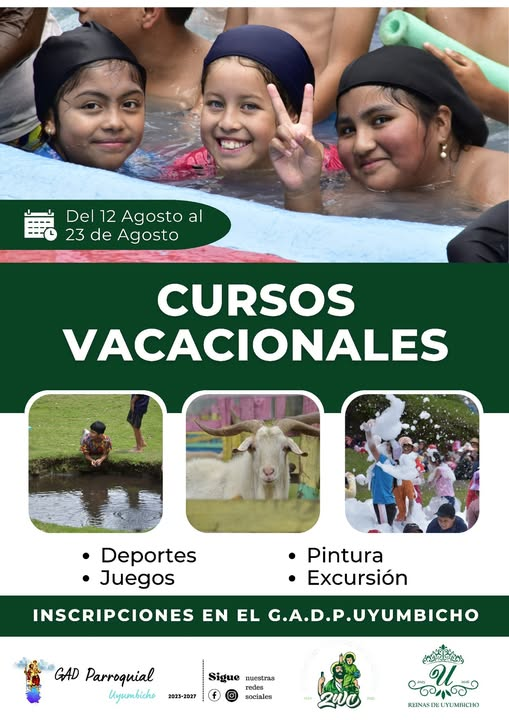 Del 12 Agosto al
23 de Agosto
CURSOS
VACACIONALES
• Deportes
• Juegos
• Pintura
• Excursión
INSCRIPCIONES EN EL G.A.D.P.UYUMBICHO
GAD Parroquial
Uyumbicho
2023-2027
Sigue nuestras
redes
sociales
U
REINAS DE UYUMBICHO